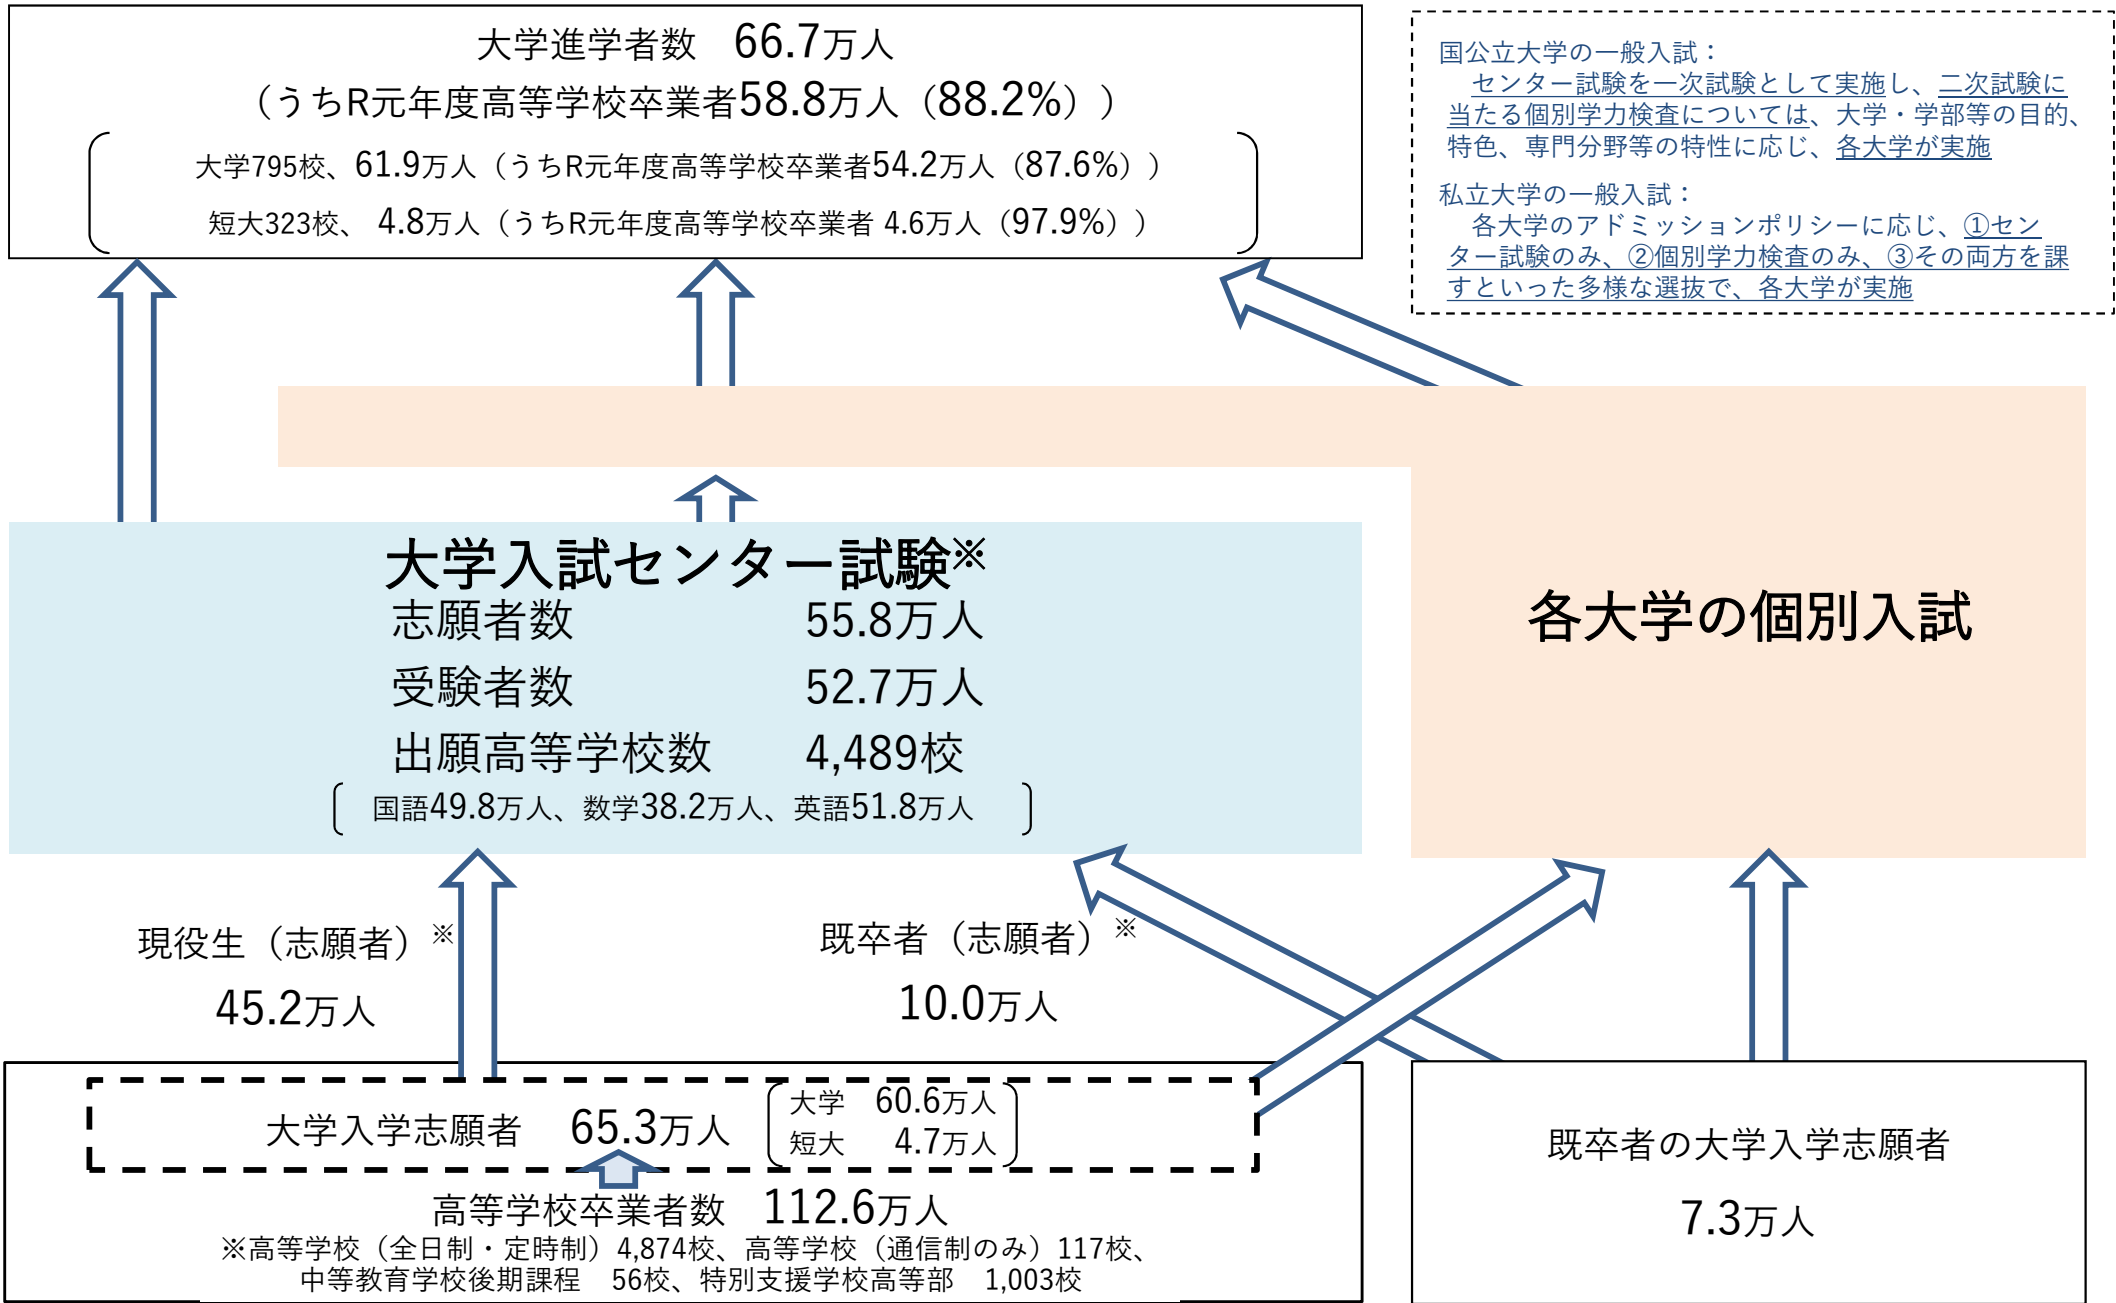 大学進学者数　66.7万人
（うちR元年度高等学校卒業者58.8万人（88.2%））
大学795校、61.9万人（うちR元年度高等学校卒業者54.2万人（87.6%））
短大323校、 4.8万人（うちR元年度高等学校卒業者 4.6万人（97.9%））
国公立大学の一般入試：
センター試験を一次試験として実施し、二次試験に
当たる個別学力検査については、大学・学部等の目的、
特色、専門分野等の特性に応じ、各大学が実施
私立大学の一般入試：
各大学のアドミッションポリシーに応じ、①セン
ター試験のみ、②個別学力検査のみ、③その両方を課
すといった多様な選抜で、各大学が実施
大学入試センター試験※
志願者数　55.8万人
受験者数　52.7万人
出願高等学校数　4,489校
国語49.8万人、数学38.2万人、英語51.8万人
各大学の個別入試
現役生（志願者）※
45.2万人
既卒者（志願者）※
10.0万人
大学入学志願者　65.3万人
大学　60.6万人
短大　4.7万人
高等学校卒業者数　112.6万人
※高等学校（全日制・定時制）4,874校、高等学校（通信制のみ）117校、
中等教育学校後期課程　56校、特別支援学校高等部　1,003校
既卒者の大学入学志願者
7.3万人